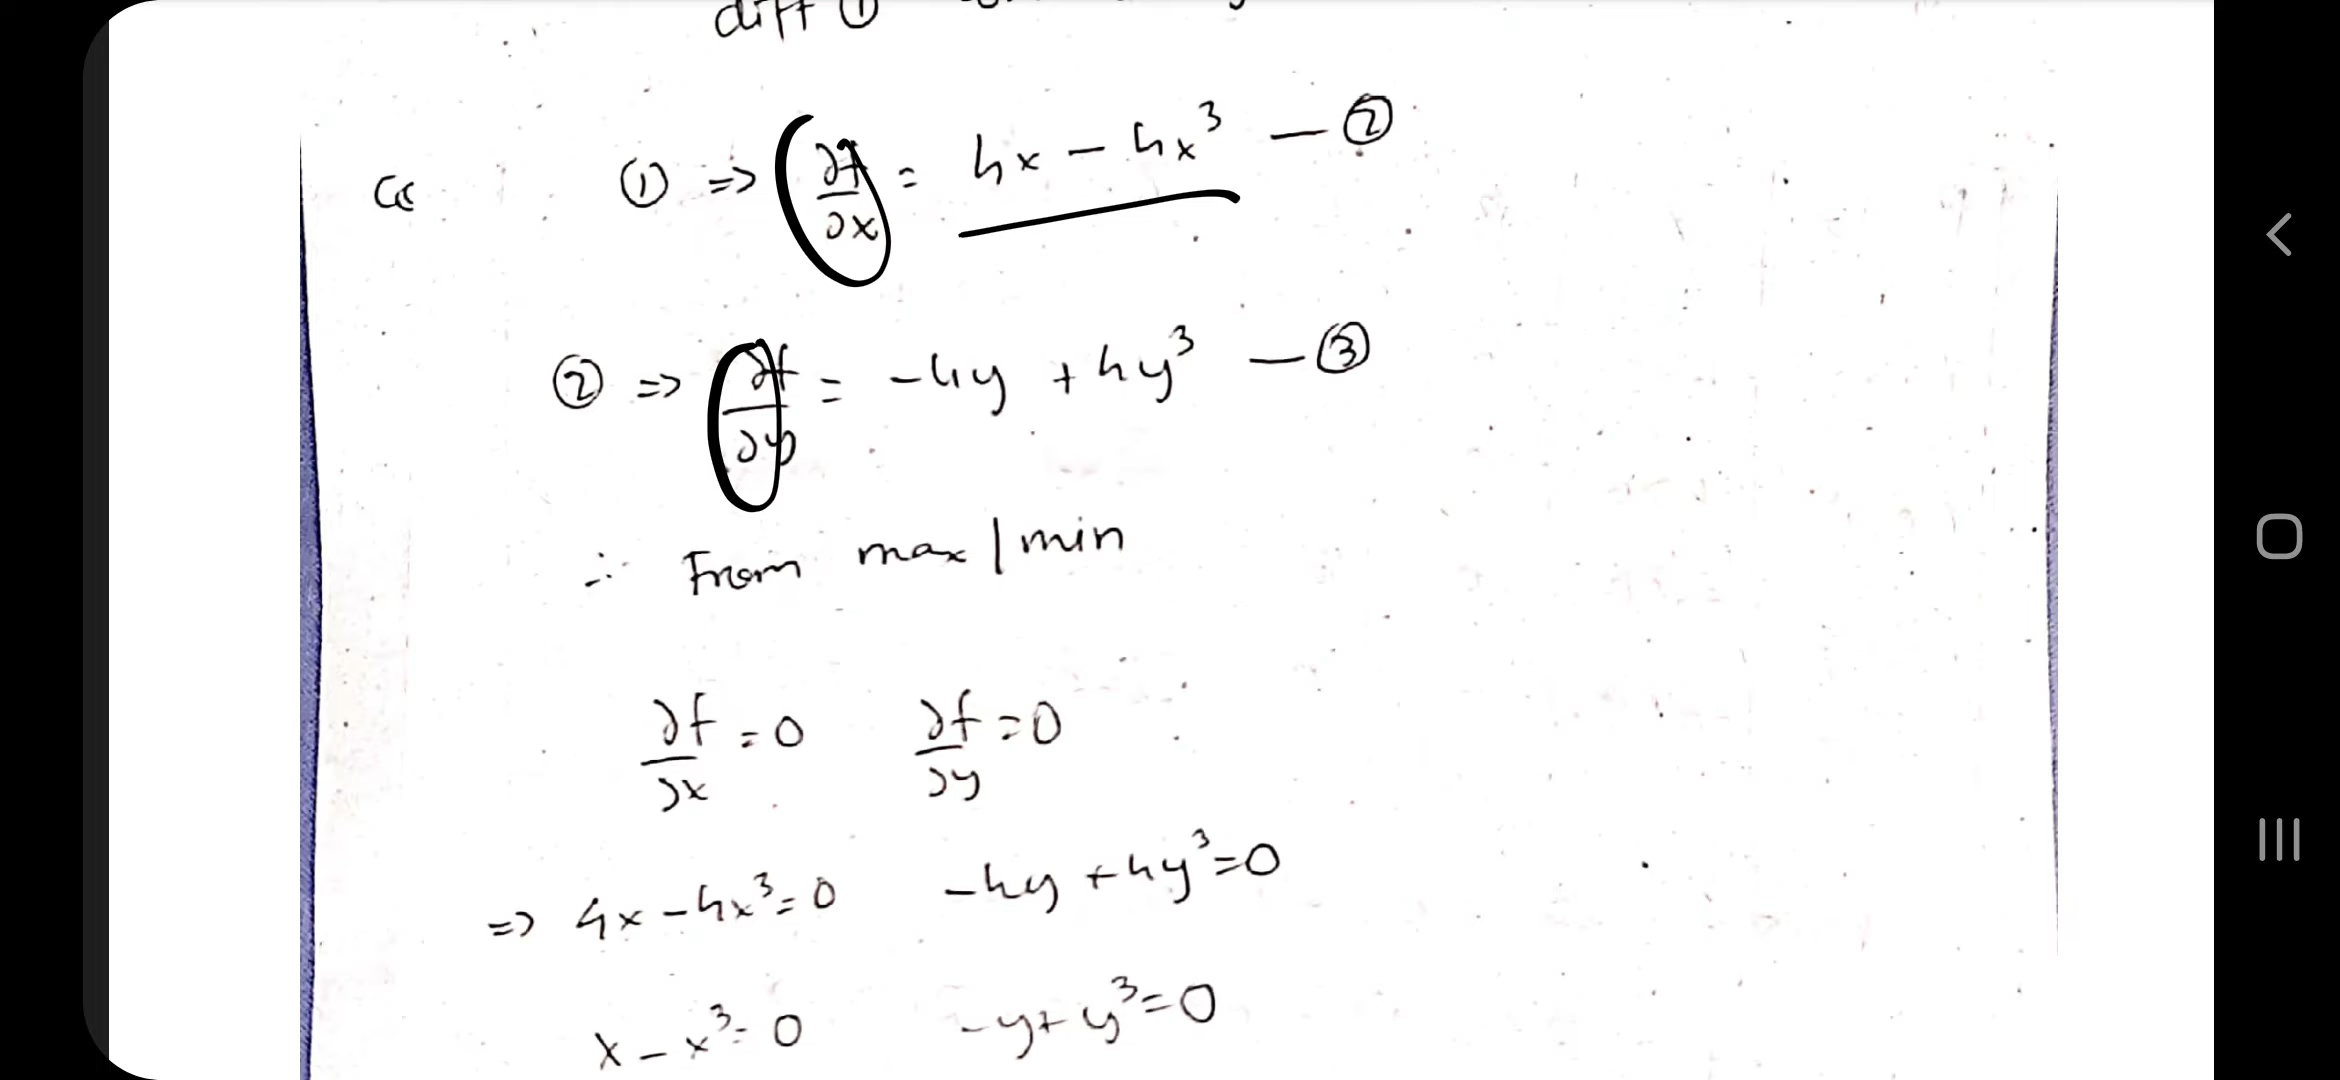 diff ①
① => ∂f/∂x = 4x - 4x³ — ②
② => ∂f/∂y = -4y + 4y³ — ③
∴ From max | min
∂f/∂x = 0 ∂f/∂y = 0
=> 4x - 4x³ = 0 -4y + 4y³ = 0
x - x³ = 0 -y + y³ = 0